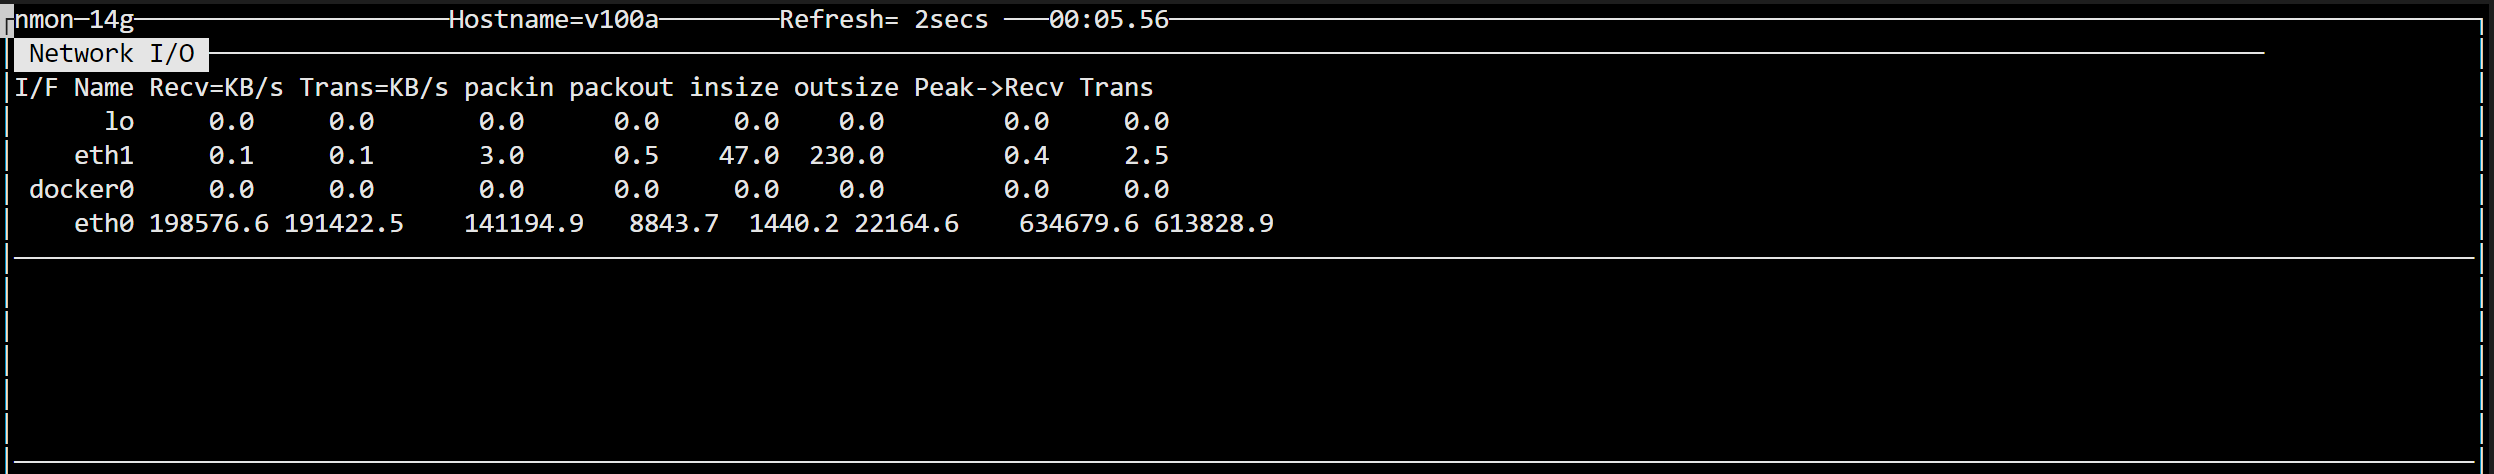 nmon-14g Hostname=v100a Refresh= 2secs 00:05.56
Network I/O
I/F Name Recv=KB/s Trans=KB/s packin packout insize outsize Peak->Recv Trans
lo 0.0 0.0 0.0 0.0 0.0 0.0 0.0 0.0
eth1 0.1 0.1 3.0 0.5 47.0 230.0 0.4 2.5
docker0 0.0 0.0 0.0 0.0 0.0 0.0 0.0 0.0
eth0 198576.6 191422.5 141194.9 8843.7 1440.2 22164.6 634679.6 613828.9